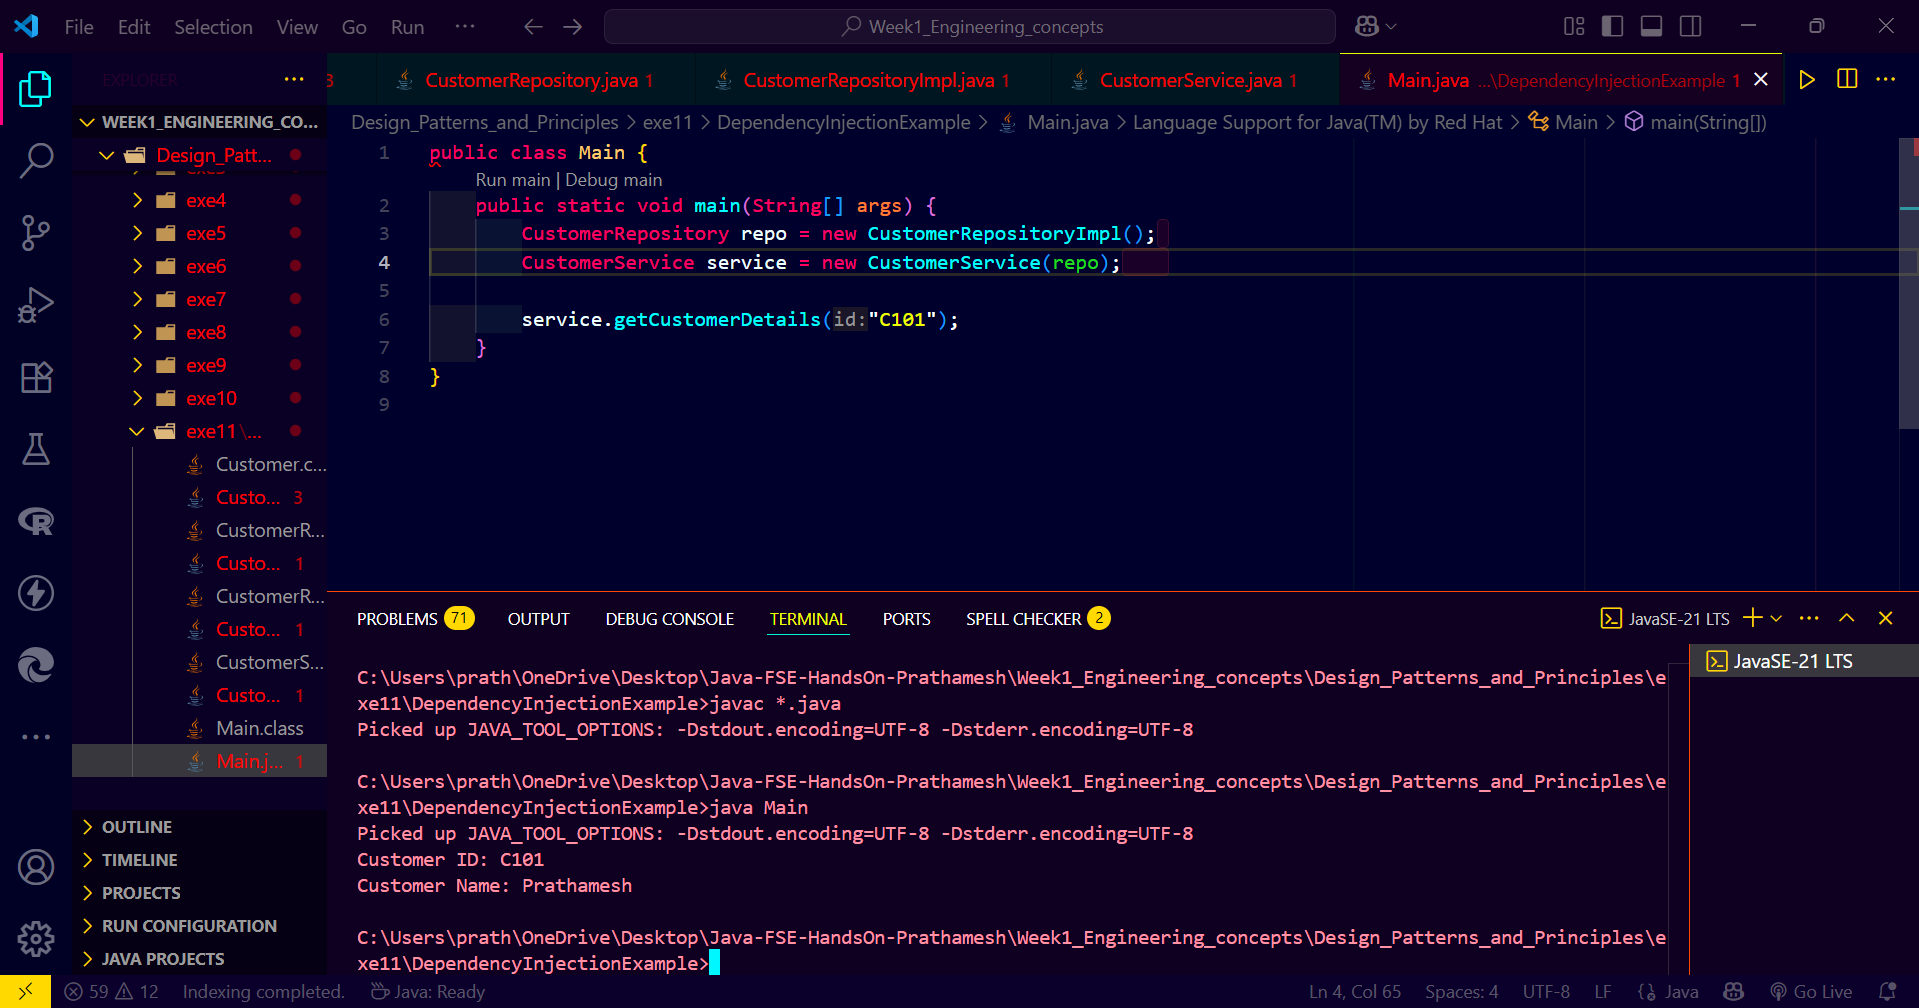 File Edit Selection View Go Run ··· Week1_Engineering_concepts
EXPLORER ···
3 CustomerRepository.java 1 CustomerRepositoryImpl.java 1 CustomerService.java 1 Main.java ...\DependencyInjectionExample 1
WEEK1_ENGINEERING_CO...
Design_Patt...
exe3
exe4
exe5
exe6
exe7
exe8
exe9
exe10
exe11\...
Customer.c...
Custo... 3
CustomerR...
Custo... 1
CustomerR...
Custo... 1
CustomerS...
Custo... 1
Main.class
Main.j... 1
OUTLINE
TIMELINE
PROJECTS
RUN CONFIGURATION
JAVA PROJECTS
Design_Patterns_and_Principles > exe11 > DependencyInjectionExample > Main.java > Language Support for Java(TM) by Red Hat > Main > main(String[])
1 public class Main {
Run main | Debug main
2 public static void main(String[] args) {
3 CustomerRepository repo = new CustomerRepositoryImpl();
4 CustomerService service = new CustomerService(repo);
5
6 service.getCustomerDetails(id:"C101");
7 }
8 }
9
PROBLEMS 71 OUTPUT DEBUG CONSOLE TERMINAL PORTS SPELL CHECKER 2 JavaSE-21 LTS
JavaSE-21 LTS
C:\Users\prath\OneDrive\Desktop\Java-FSE-HandsOn-Prathamesh\Week1_Engineering_concepts\Design_Patterns_and_Principles\e
xe11\DependencyInjectionExample>javac *.java
Picked up JAVA_TOOL_OPTIONS: -Dstdout.encoding=UTF-8 -Dstderr.encoding=UTF-8
C:\Users\prath\OneDrive\Desktop\Java-FSE-HandsOn-Prathamesh\Week1_Engineering_concepts\Design_Patterns_and_Principles\e
xe11\DependencyInjectionExample>java Main
Picked up JAVA_TOOL_OPTIONS: -Dstdout.encoding=UTF-8 -Dstderr.encoding=UTF-8
Customer ID: C101
Customer Name: Prathamesh
C:\Users\prath\OneDrive\Desktop\Java-FSE-HandsOn-Prathamesh\Week1_Engineering_concepts\Design_Patterns_and_Principles\e
xe11\DependencyInjectionExample>
59 12 Indexing completed. Java: Ready Ln 4, Col 65 Spaces: 4 UTF-8 LF {} Java Go Live